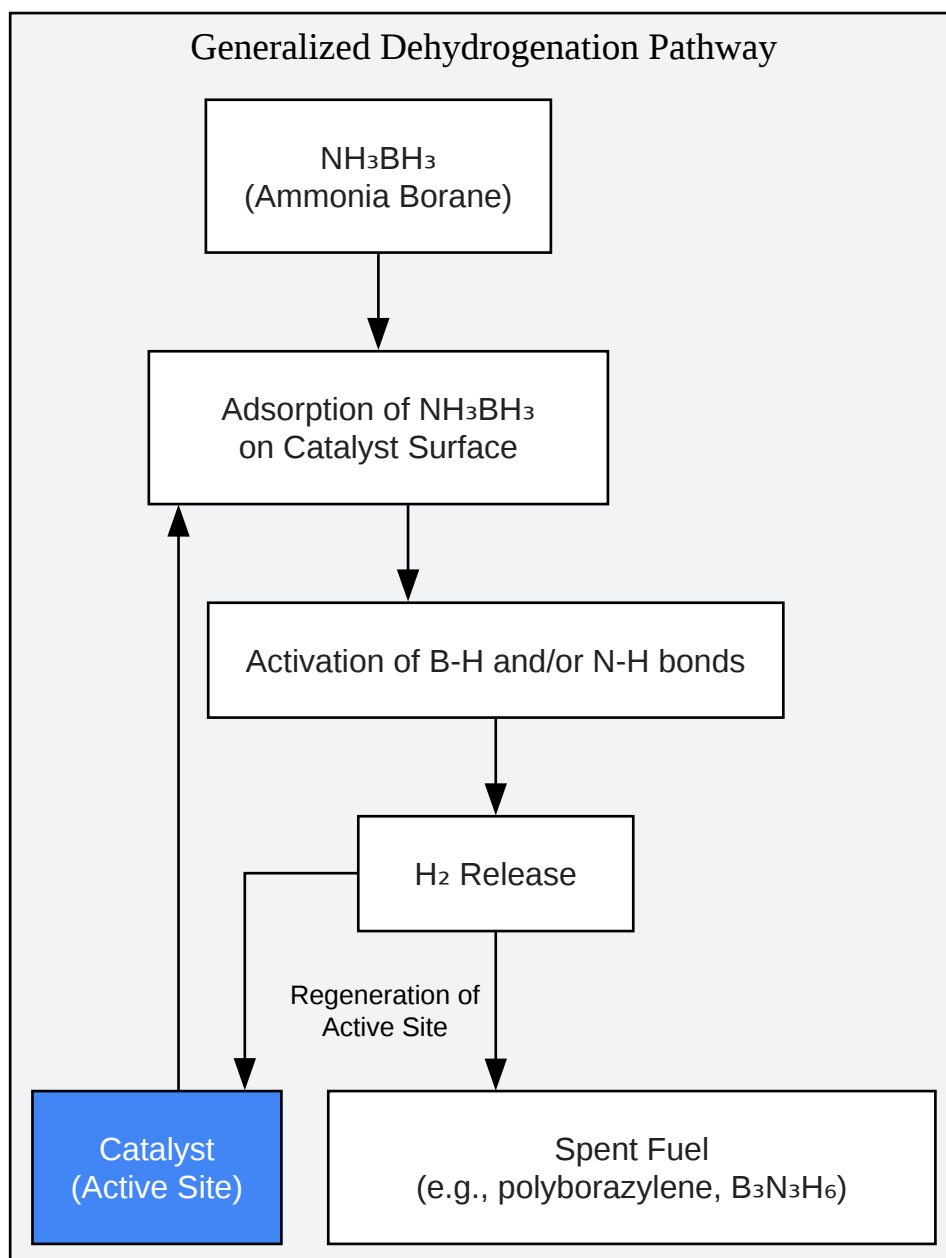 Generalized Dehydrogenation Pathway
NH₃BH₃
(Ammonia Borane)
Adsorption of NH₃BH₃
on Catalyst Surface
Activation of B-H and/or N-H bonds
H₂ Release
Regeneration of
Active Site
Catalyst
(Active Site)
Spent Fuel
(e.g., polyborazylene, B₃N₃H₆)